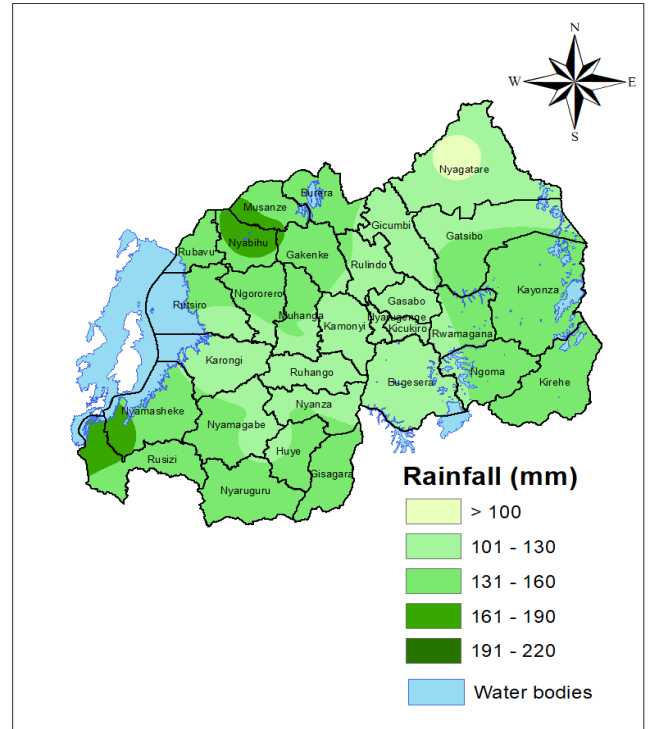 N
W E
S
Nyagatare
Burera
Musanze
Gicumbi
Nyabihu
Gatsibo
Rubavu
Gakenke
Rulindo
Kayonza
Ngororero
Rutsiro
Gasabo
Muhanga
Nyarugenge
Kamonyi
Kicukiro
Rwamagana
Karongi
Ruhango
Ngoma
Kirehe
Bugesera
Nyamasheke
Nyanza
Nyamagabe
Huye
Rusizi
Gisagara
Nyaruguru
Rainfall (mm)
> 100
101 - 130
131 - 160
161 - 190
191 - 220
Water bodies